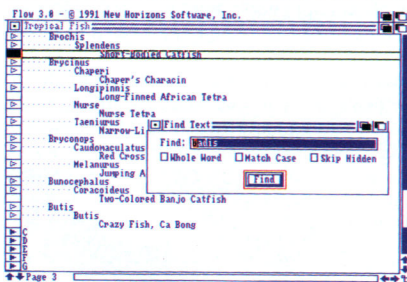 Flow 3.0 - © 1991 New Horizons Software, Inc.
Tropical Fish
Brochis
Splendens
Short-Bodied Catfish
Brycinus
Chaperi
Chaper's Characin
Longipinnis
Long-Finned African Tetra
Nurse
Nurse Tetra
Taeniurus
Narrow-Li
Bryconops
Caudomaculatus
Red Cross
Melanurus
Jumping A
Bunocephalus
Coracoideus
Two-Colored Banjo Catfish
Butis
Butis
Crazy Fish, Ca Bong
C
D
E
F
G
Page 3
Find Text
Find: Vadis
Whole Word Match Case Skip Hidden
Find